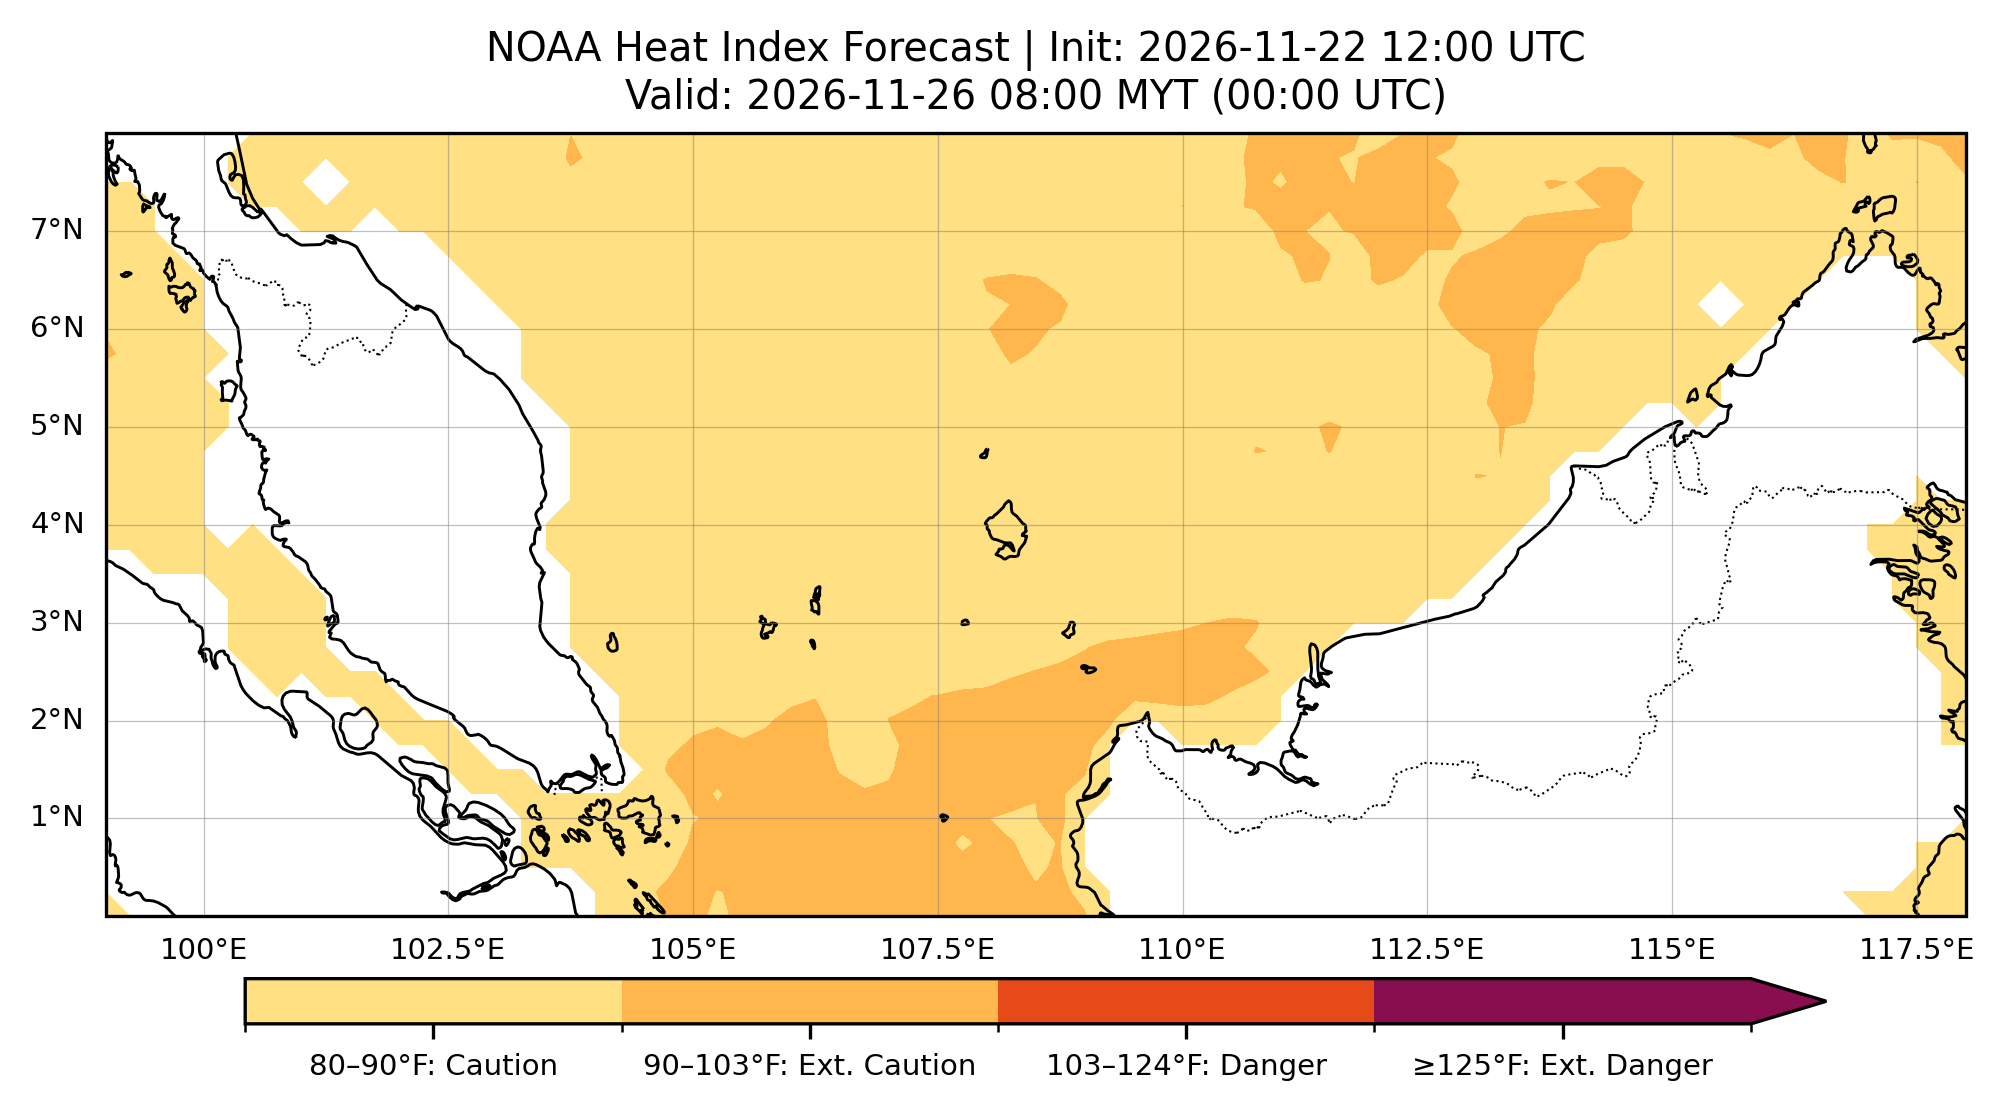 NOAA Heat Index Forecast | Init: 2026-11-22 12:00 UTC
Valid: 2026-11-26 08:00 MYT (00:00 UTC)
7°N
6°N
5°N
4°N
3°N
2°N
1°N
100°E 102.5°E 105°E 107.5°E 110°E 112.5°E 115°E 117.5°E
80–90°F: Caution 90–103°F: Ext. Caution 103–124°F: Danger ≥125°F: Ext. Danger